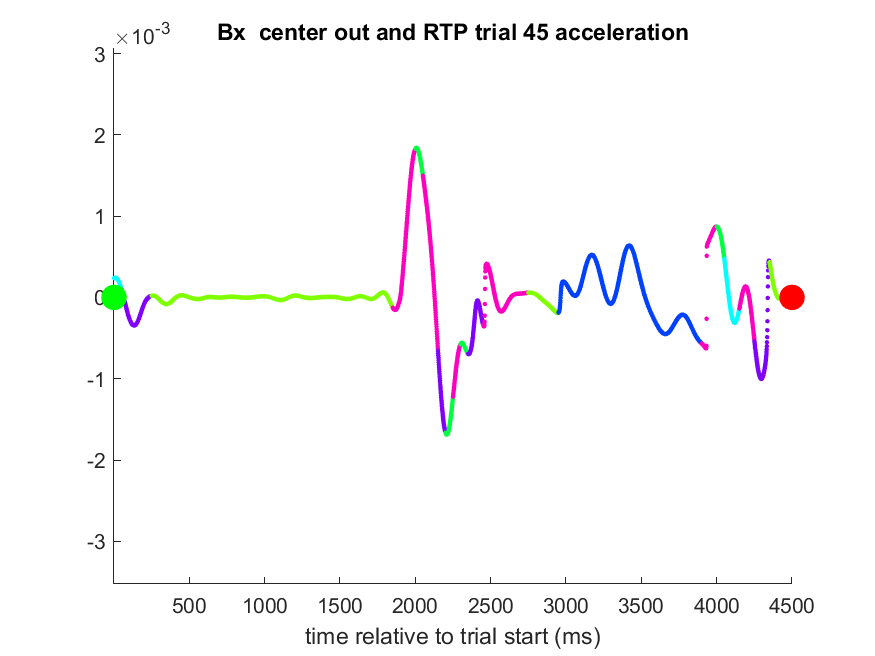 Bx  center out and RTP trial 45 acceleration
×10-3
3
2
1
0
-1
-2
-3
500 1000 1500 2000 2500 3000 3500 4000 4500
time relative to trial start (ms)